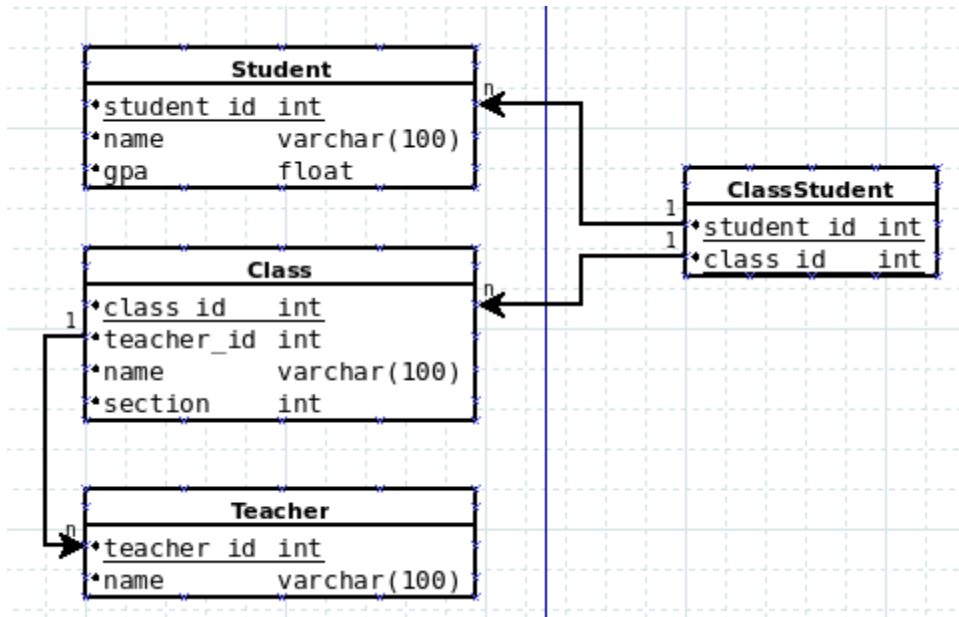 Student
n
student_id int
name varchar(100)
gpa float
ClassStudent
1
student_id int
1
class_id int
Class
n
class_id int
1
teacher_id int
name varchar(100)
section int
Teacher
n
teacher_id int
name varchar(100)